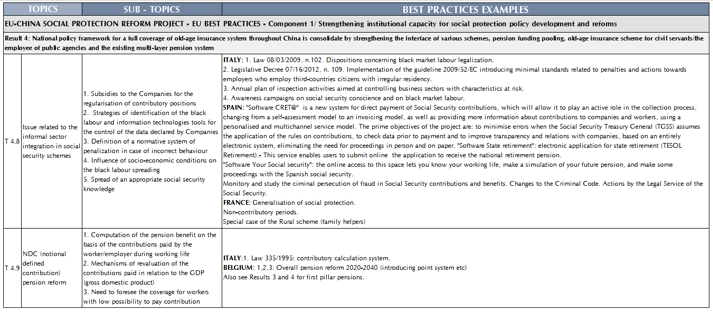 TOPICS SUB - TOPICS BEST PRACTICES EXAMPLES
EU-CHINA SOCIAL PROTECTION REFORM PROJECT - EU BEST PRACTICES - Component 1/ Strengthening institutional capacity for social protection policy development and reforms
Result 4: National policy framework for a full coverage of old-age insurance system throughout China is consolidate by strengthening the interface of various schemes, pension funding pooling, old-age insurance scheme for civil servants/the
employee of public agencies and the existing multi-layer pension system
T 4.8
Issue related to the
informal sector
integration in social
security schemes
1. Subsidies to the Companies for the
regularisation of contributory positions
2. Strategies of identification of the black
labour and information technologies tools
for the control of the data declared by Companies
3. Definition of a normative system of
penalization in case of incorrect behaviour
4. Influence of socio-economic conditions on
the black labour spreading
5. Spread of an appropriate social security
knowledge
ITALY: 1. Law 08/03/2009, n.102. Dispositions concerning black market labour legalization.
2. Legislative Decree 07/16/2012, n. 109. Implementation of the guideline 2009/52/EC introducing minimal standards related to penalties and actions towards
employers who employ third-countries citizens with irregular residency.
3. Annual plan of inspection activities aimed at controlling business sectors with characteristics at risk.
4. Awareness campaigns on social security conscience and on black market labour.
SPAIN: "Software CRET@" is a new system for direct payment of Social Security contributions, which will allow it to play an active role in the collection process,
changing from a self-assessment model to an invoicing model, as well as providing more information about contributions to companies and workers, using a
personalised and multichannel service model. The prime objectives of the project are: to minimise errors when the Social Security Treasury General (TGSS) assumes
the application of the rules on contributions, to check data prior to payment and to improve transparency and relations with companies, based on an entirely
electronic system, eliminating the need for proceedings in person and on paper. "Software State retirement": electronic application for state retirement (TESOL
Retirement).- This service enables users to submit online the application to receive the national retirement pension.
"Software Your Social security": the online access to this space lets you know your working life, make a simulation of your future pension, and make some
proceedings with the Spanish social security.
Monitory and study the criminal persecution of fraud in Social Security contributions and benefits. Changes to the Criminal Code. Actions by the Legal Service of the
Social Security.
FRANCE: Generalisation of social protection.
Non-contributory periods.
Special case of the Rural scheme (family helpers)
T 4.9
NDC (notional
defined
contribution)
pension reform
1. Computation of the pension benefit on the
basis of the contributions paid by the
worker/employer during working life
2. Mechanisms of revaluation of the
contributions paid in relation to the GDP
(gross domestic product)
3. Need to foresee the coverage for workers
with low possibility to pay contribution
ITALY:1. Law 335/1995: contributory calculation system.
BELGIUM: 1,2,3: Overall pension reform 2020-2040 (introducing point system etc)
Also see Results 3 and 4 for first pillar pensions.